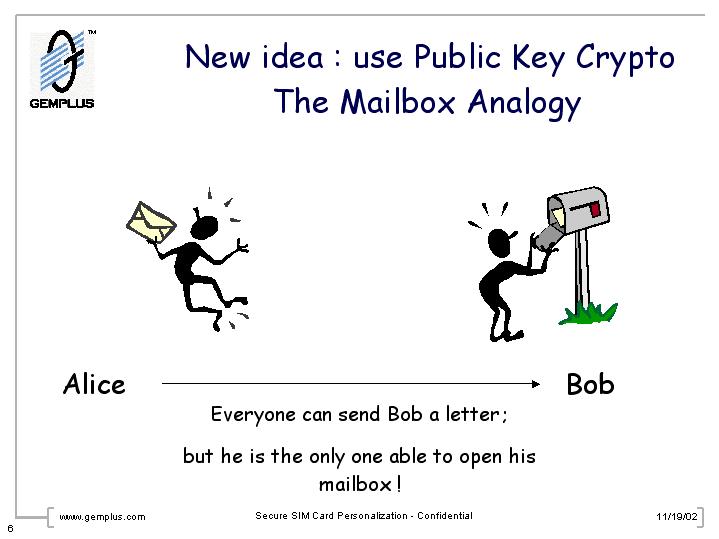 TM
GEMPLUS
New idea : use Public Key Crypto
The Mailbox Analogy
Alice
Bob
Everyone can send Bob a letter;
but he is the only one able to open his
mailbox !
www.gemplus.com
Secure SIM Card Personalization - Confidential
11/19/02
6